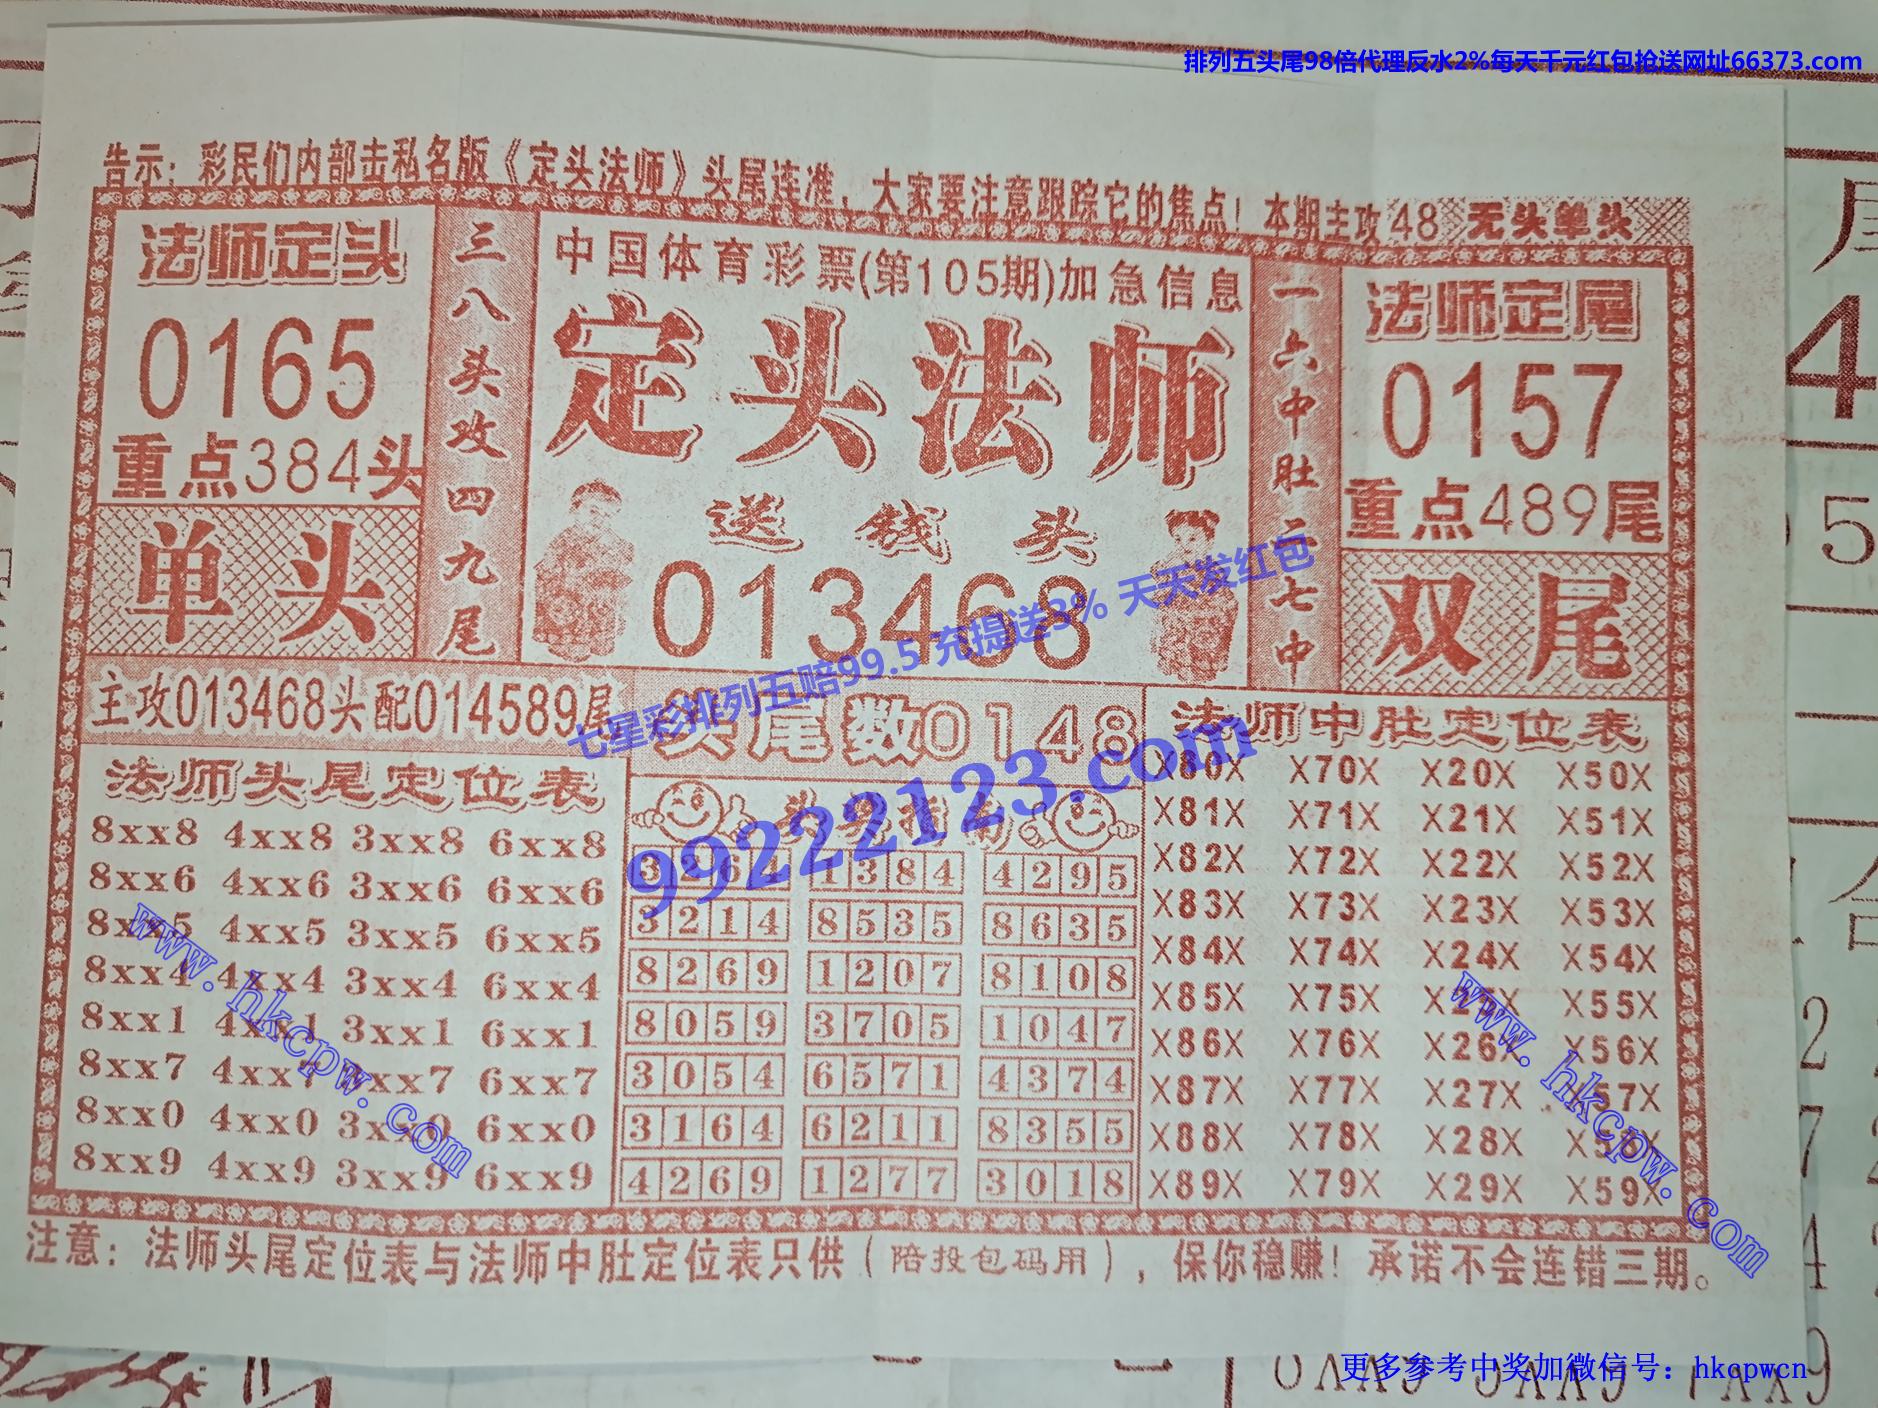 排列五头尾98倍代理反水2%每天千元红包抢送网址66373.com
告示：彩民们内部击私名版《定头法师》头尾连准，大家要注意跟踪它的焦点！本期主攻48 无头单头
法师定头
0165
重点384头
单头
三八头攻四九尾
中国体育彩票(第105期)加急信息
定头法师
送钱头
013468
一六中肚二七中
法师定尾
0157
重点489尾
双尾
七星彩排列五赔99.5 充提送3% 天天发红包
99222123.com
主攻013468头配014589尾
头尾数0148
法师头尾定位表
8xx8 4xx8 3xx8 6xx8
8xx6 4xx6 3xx6 6xx6
8xx5 4xx5 3xx5 6xx5
8xx4 4xx4 3xx4 6xx4
8xx1 4xx1 3xx1 6xx1
8xx7 4xx7 3xx7 6xx7
8xx0 4xx0 3xx0 6xx0
8xx9 4xx9 3xx9 6xx9
3264 1384 4295
3214 8535 8635
8269 1207 8108
8059 3705 1047
3054 6571 4374
3164 6211 8355
4269 1277 3018
法师中肚定位表
X80X X70X X20X X50X
X81X X71X X21X X51X
X82X X72X X22X X52X
X83X X73X X23X X53X
X84X X74X X24X X54X
X85X X75X X25X X55X
X86X X76X X26X X56X
X87X X77X X27X X57X
X88X X78X X28X X58X
X89X X79X X29X X59X
www.hkcpw.com
www.hkcpw.com
注意：法师头尾定位表与法师中肚定位表只供（陪投包码用），保你稳赚！承诺不会连错三期。
更多参考中奖加微信号：hkcpwcn